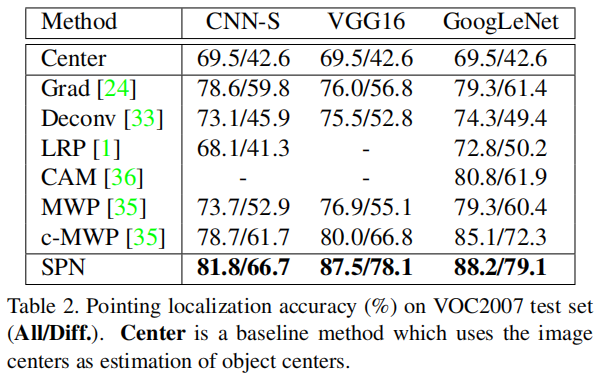 Method CNN-S VGG16 GoogLeNet
Center 69.5/42.6 69.5/42.6 69.5/42.6
Grad [24] 78.6/59.8 76.0/56.8 79.3/61.4
Deconv [33] 73.1/45.9 75.5/52.8 74.3/49.4
LRP [1] 68.1/41.3 - 72.8/50.2
CAM [36] - - 80.8/61.9
MWP [35] 73.7/52.9 76.9/55.1 79.3/60.4
c-MWP [35] 78.7/61.7 80.0/66.8 85.1/72.3
SPN 81.8/66.7 87.5/78.1 88.2/79.1
Table 2. Pointing localization accuracy (%) on VOC2007 test set
(All/Diff.). Center is a baseline method which uses the image
centers as estimation of object centers.